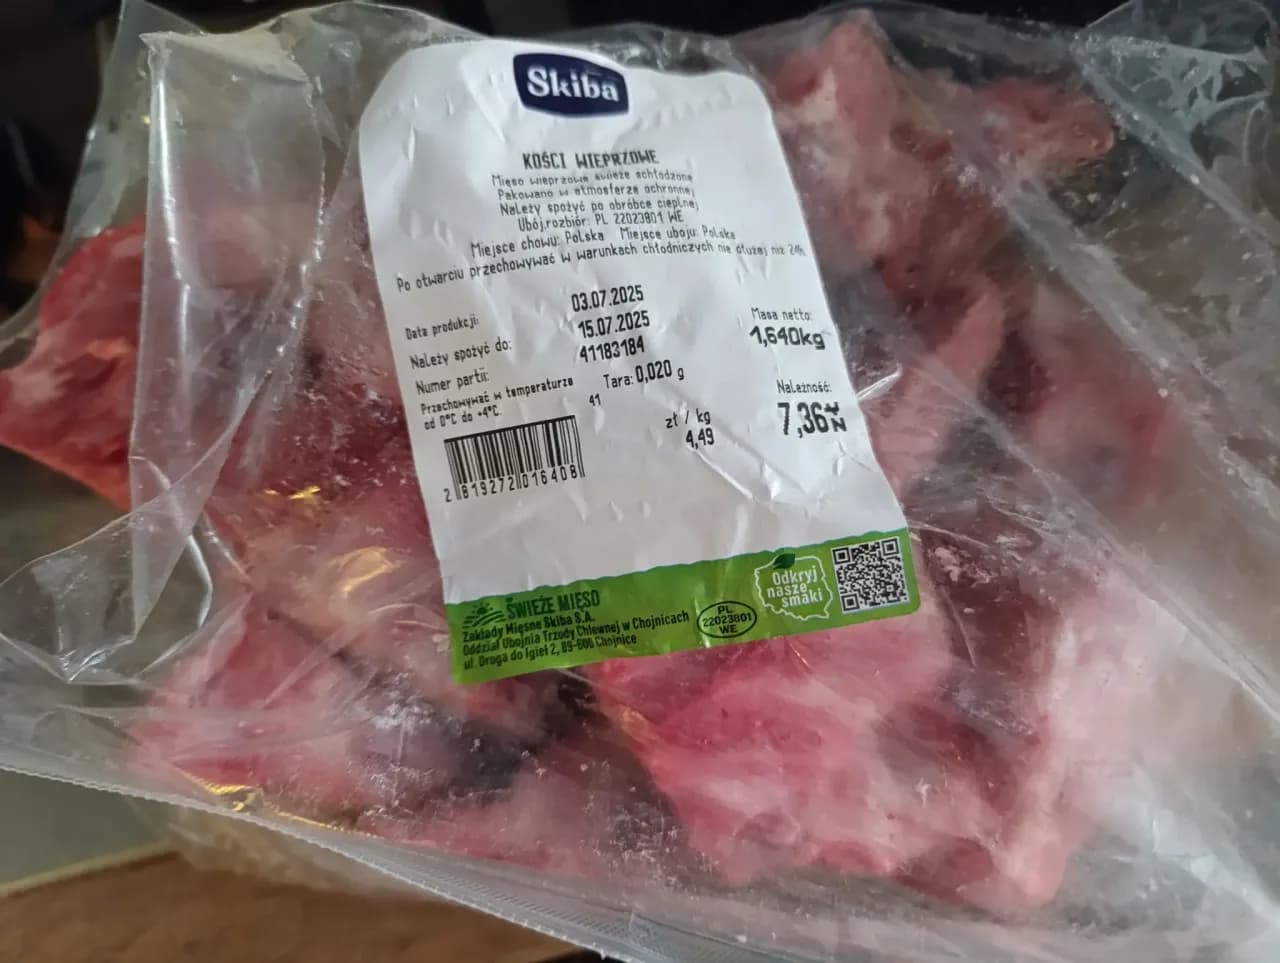 Skiba
KOŚCI WIEPRZOWE
Mięso wieprzowe świeże schłodzone
Pakowano w atmosferze ochronnej
Należy spożyć po obróbce cieplnej
Ubój,rozbiór: PL 22023801 WE
Miejsce chowu: Polska Miejsce uboju: Polska
Po otwarciu przechowywać w warunkach chłodniczych nie dłużej niż 24h.
Data produkcji: 03.07.2025
Należy spożyć do: 15.07.2025
Numer partii: 41183184
Przechowywać w temperaturze
od 0°C do +4°C.
41
Tara: 0,020 g
zł / kg
4,49
Masa netto:
1,640kg
Należność:
7,36
2 819272 016408
ŚWIEŻE MIĘSO
Zakłady Mięsne Skiba S.A.
Oddział Ubojnia Trzody Chlewnej w Chojnicach
ul. Droga do Igieł 2, 89-600 Chojnice
PL
22023801
WE
Odkryj
nasze
smaki